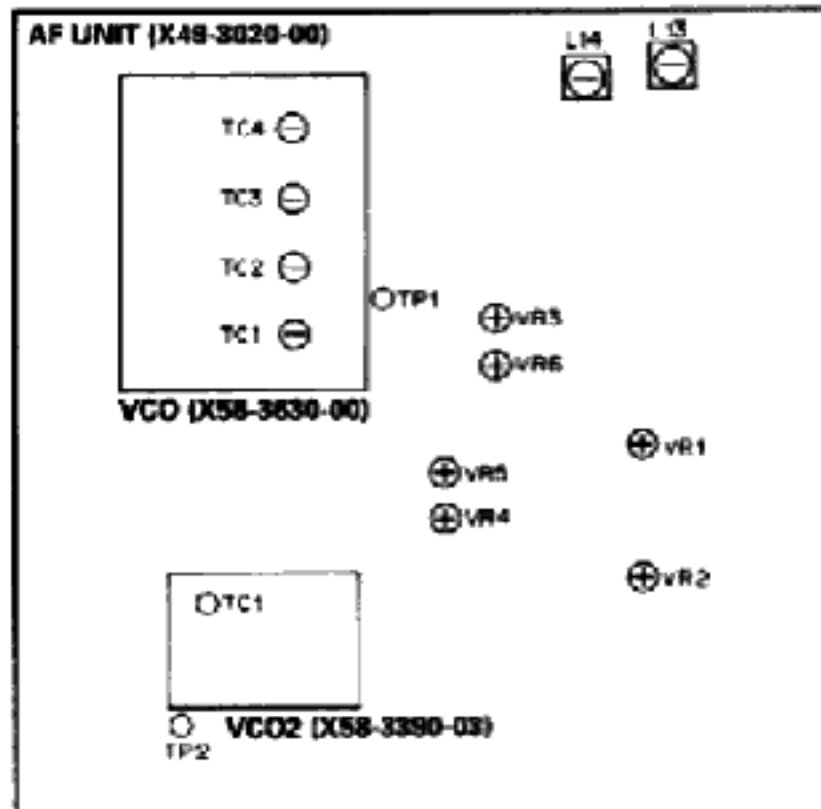 AF UNIT (X49-3020-00)
L14
L13
TC4
TC3
TC2
TP1
TC1
VR3
VR6
VCO (X58-3630-00)
VR1
VR5
VR4
VR2
TC1
VCO2 (X58-3390-03)
TP2